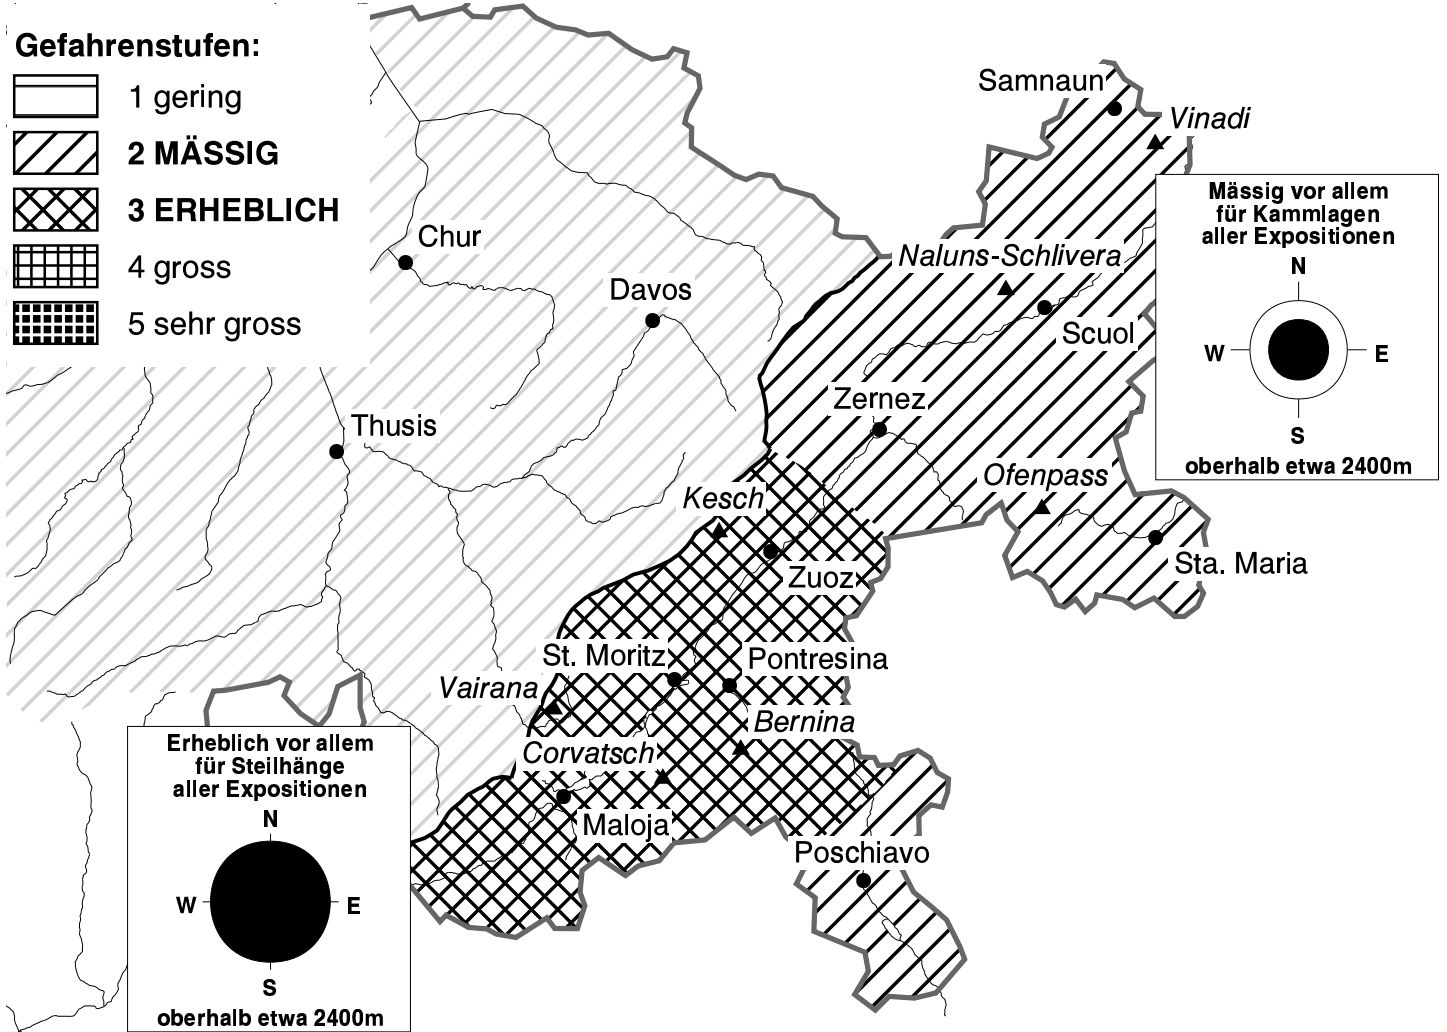 Gefahrenstufen:
1 gering
2 MÄSSIG
3 ERHEBLICH
4 gross
5 sehr gross
Samnaun
Vinadi
Mässig vor allem
für Kammlagen
aller Expositionen
N
W
E
S
oberhalb etwa 2400m
Chur
Naluns-Schlivera
Davos
Scuol
Zernez
Thusis
Ofenpass
Kesch
Zuoz
Sta. Maria
St. Moritz
Pontresina
Vairana
Bernina
Corvatsch
Maloja
Poschiavo
Erheblich vor allem
für Steilhänge
aller Expositionen
N
W
E
S
oberhalb etwa 2400m